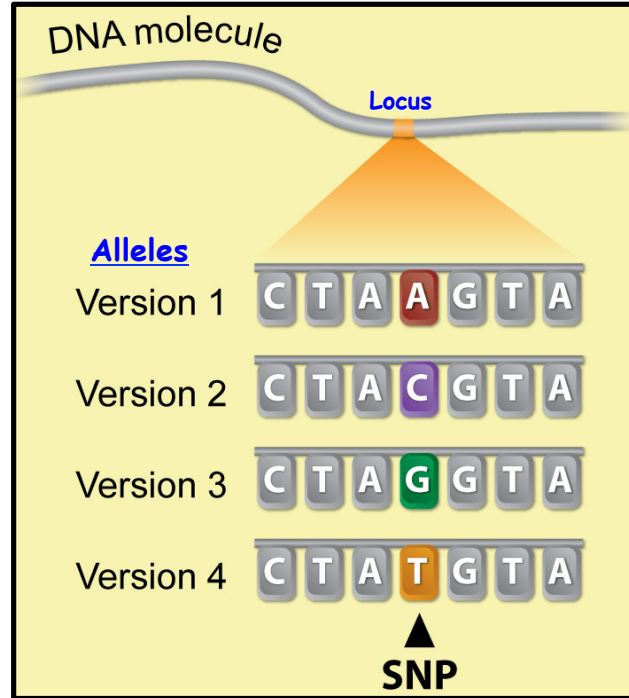 DNA molecule
Locus
Alleles
Version 1 C T A A G T A
Version 2 C T A C G T A
Version 3 C T A G G T A
Version 4 C T A T G T A
SNP